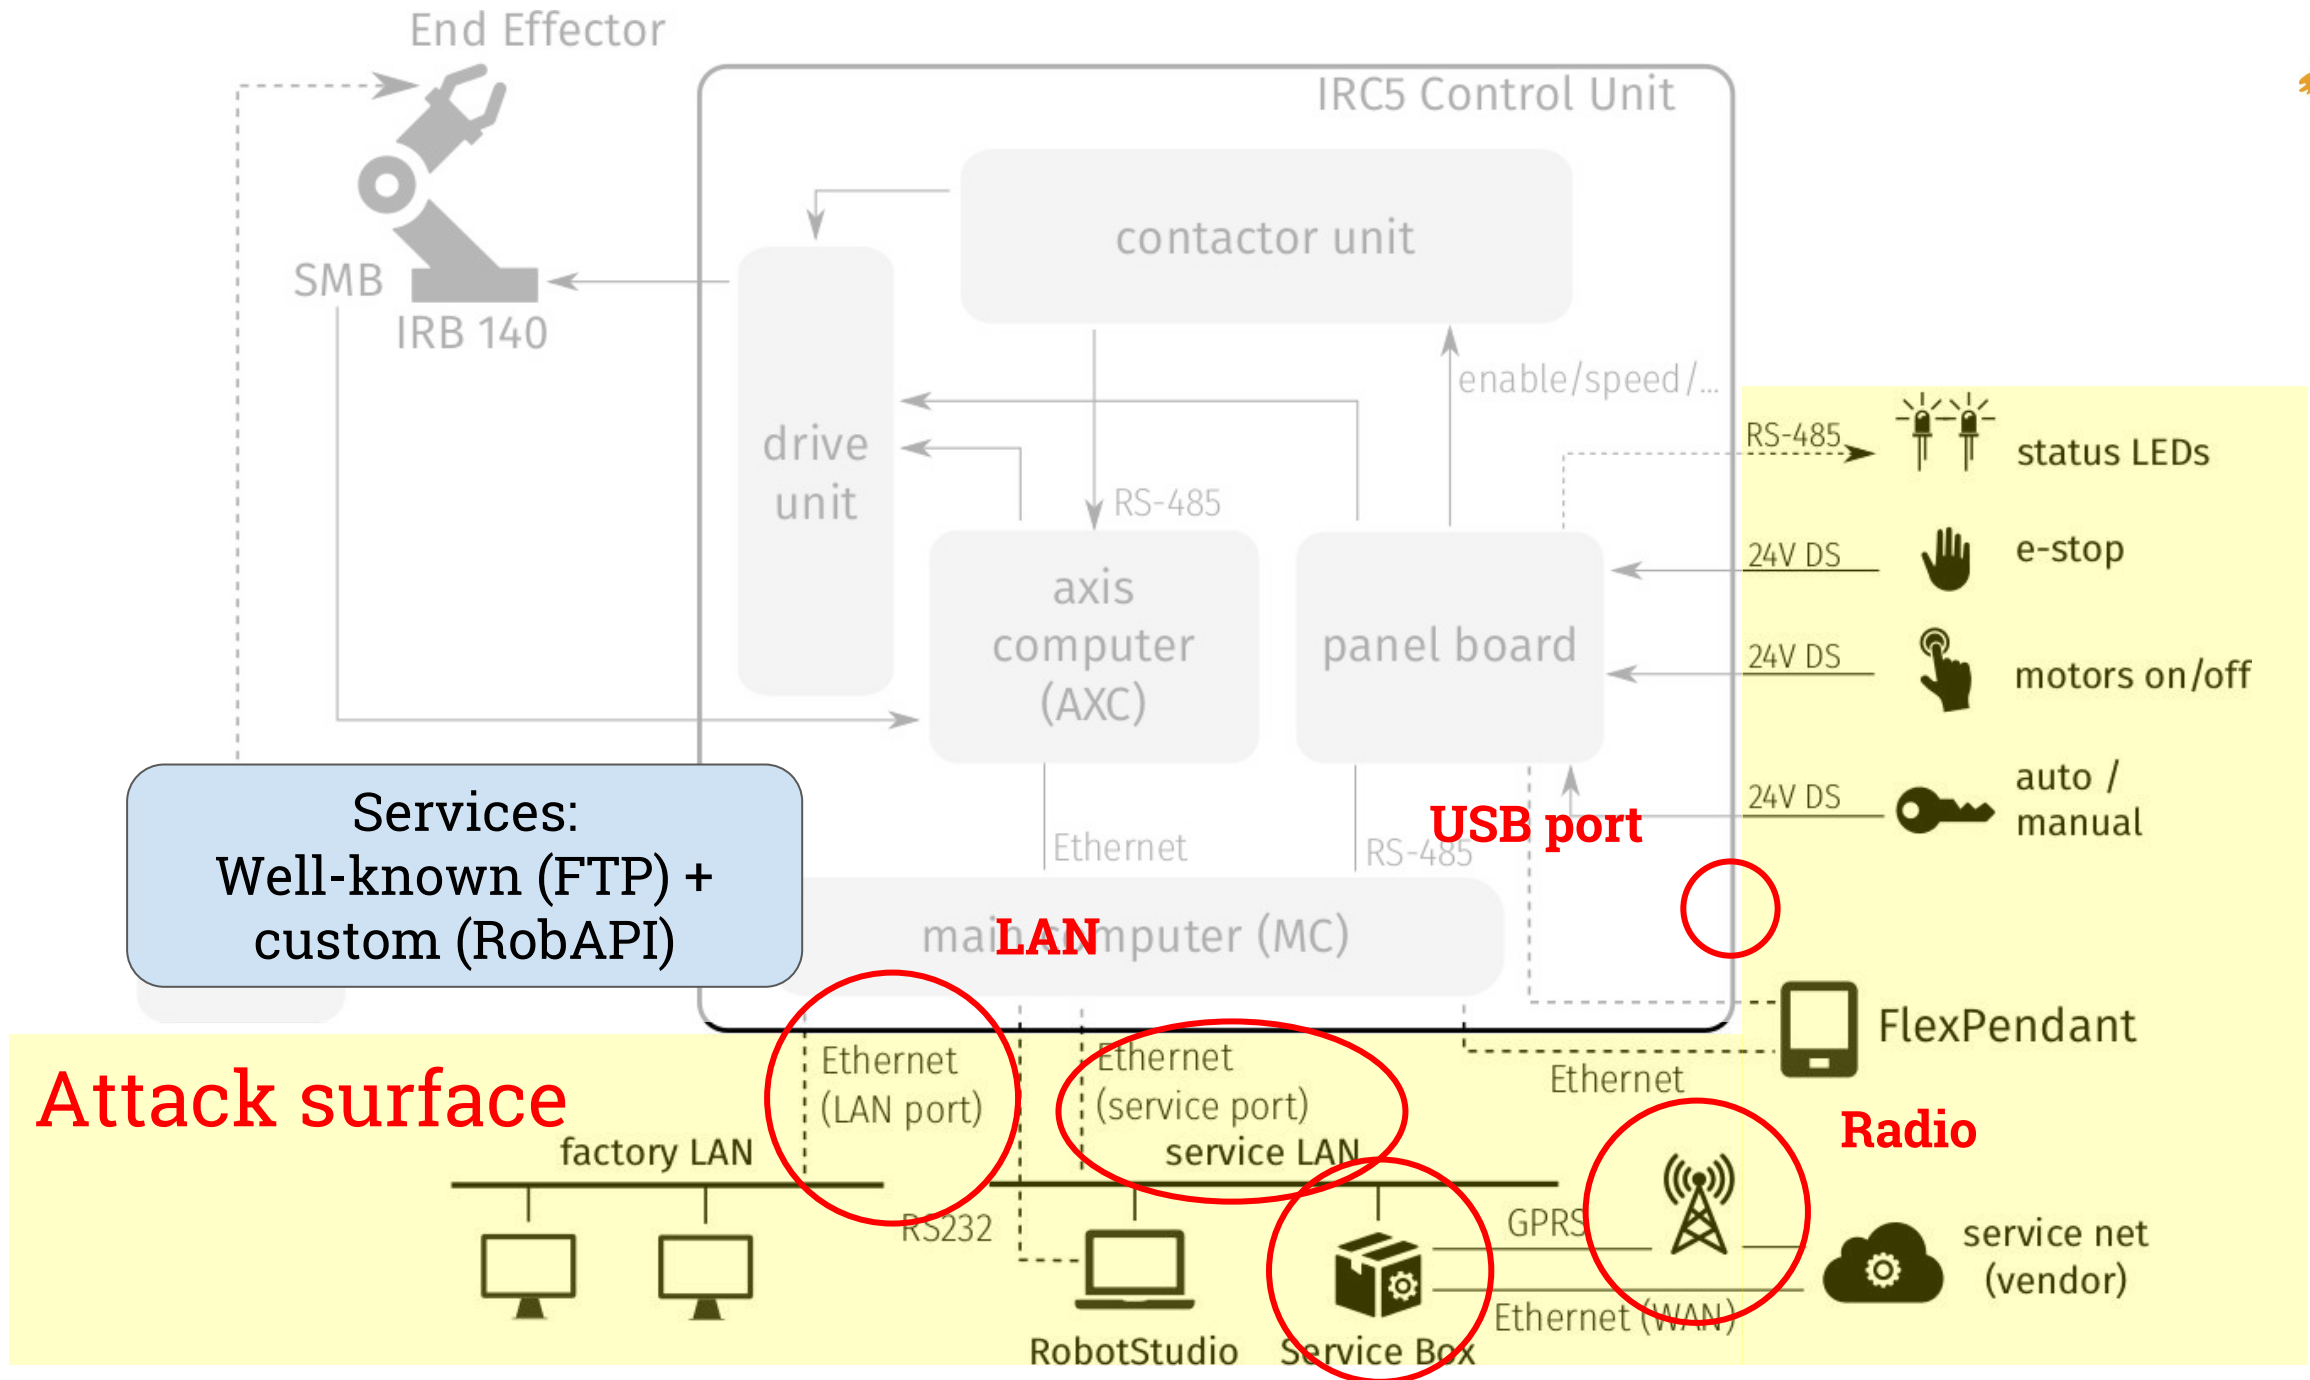 End Effector
IRC5 Control Unit
contactor unit
SMB
IRB 140
enable/speed/...
drive
unit
RS-485
RS-485
status LEDs
axis
computer
(AXC)
panel board
24V DS
e-stop
24V DS
motors on/off
24V DS
auto /
manual
Services:
Well-known (FTP) +
custom (RobAPI)
Ethernet
RS-485
USB port
main computer (MC)
LAN
FlexPendant
Attack surface
Ethernet
(LAN port)
Ethernet
(service port)
Ethernet
Radio
factory LAN
service LAN
RS232
GPRS
service net
(vendor)
Ethernet (WAN)
RobotStudio
Service Box